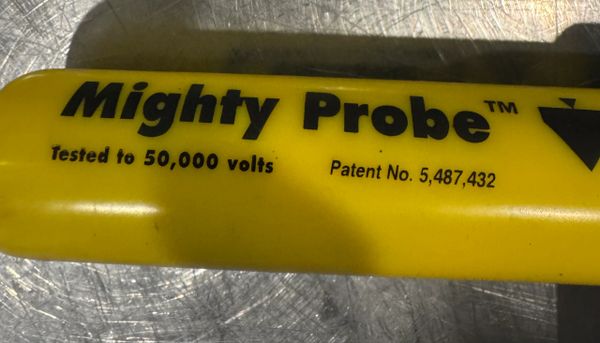 Mighty Probe™
Tested to 50,000 volts
Patent No. 5,487,432